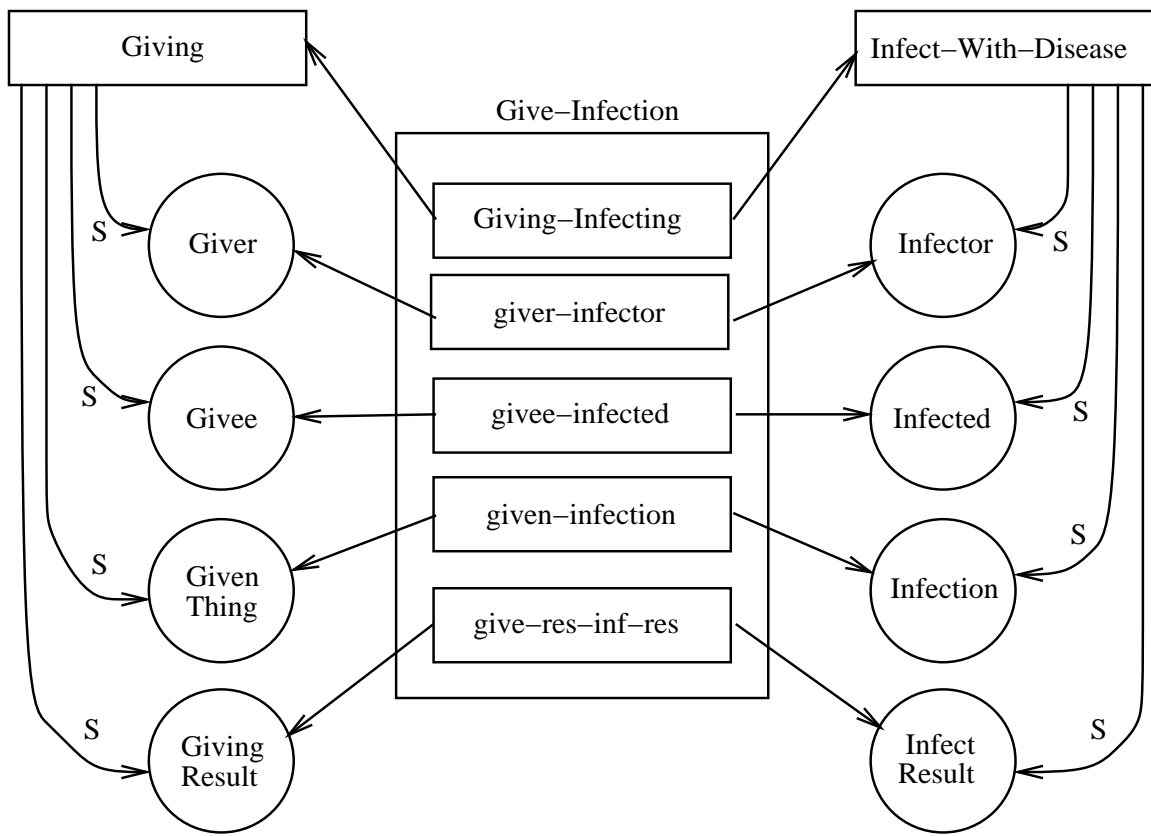 Giving
Infect−With−Disease
Give−Infection
Giving−Infecting
S
Giver
Infector
S
giver−infector
S
Givee
givee−infected
Infected
S
given−infection
S
Given
Thing
Infection
S
give−res−inf−res
S
Giving
Result
Infect
Result
S